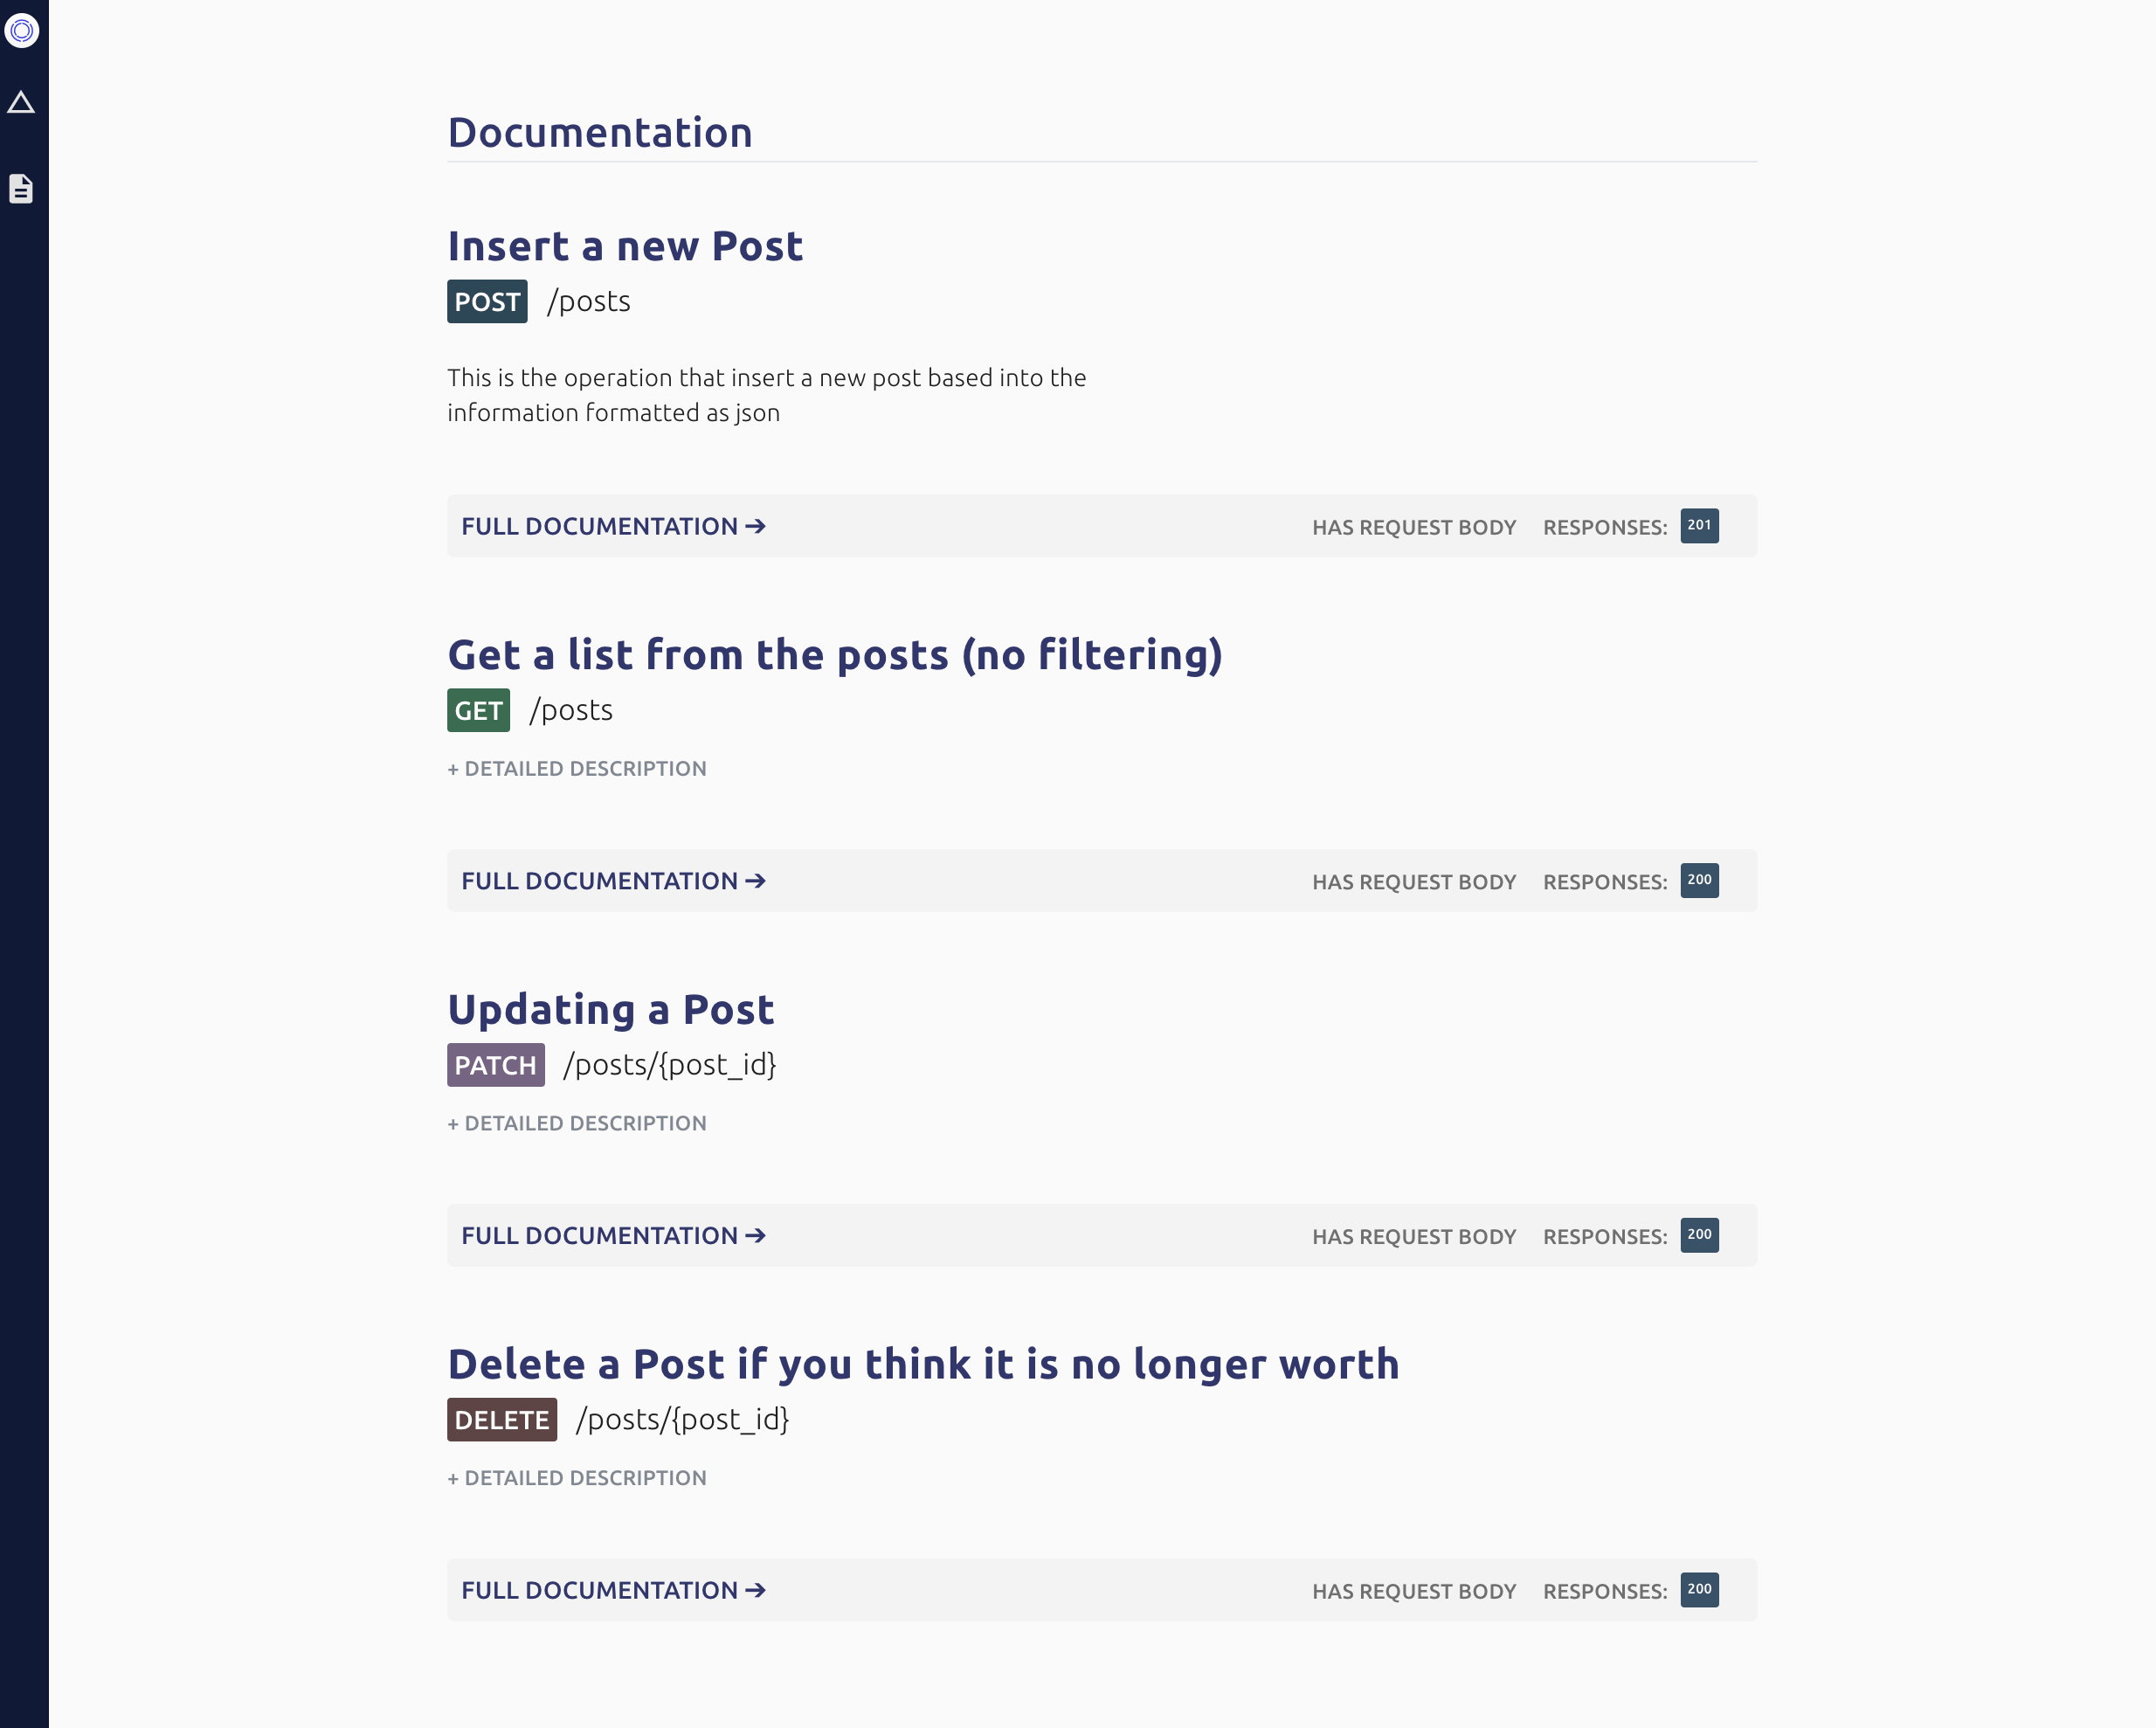 Documentation
Insert a new Post
POST /posts
This is the operation that insert a new post based into the
information formatted as json
FULL DOCUMENTATION → HAS REQUEST BODY RESPONSES: 201
Get a list from the posts (no filtering)
GET /posts
+ DETAILED DESCRIPTION
FULL DOCUMENTATION → HAS REQUEST BODY RESPONSES: 200
Updating a Post
PATCH /posts/{post_id}
+ DETAILED DESCRIPTION
FULL DOCUMENTATION → HAS REQUEST BODY RESPONSES: 200
Delete a Post if you think it is no longer worth
DELETE /posts/{post_id}
+ DETAILED DESCRIPTION
FULL DOCUMENTATION → HAS REQUEST BODY RESPONSES: 200